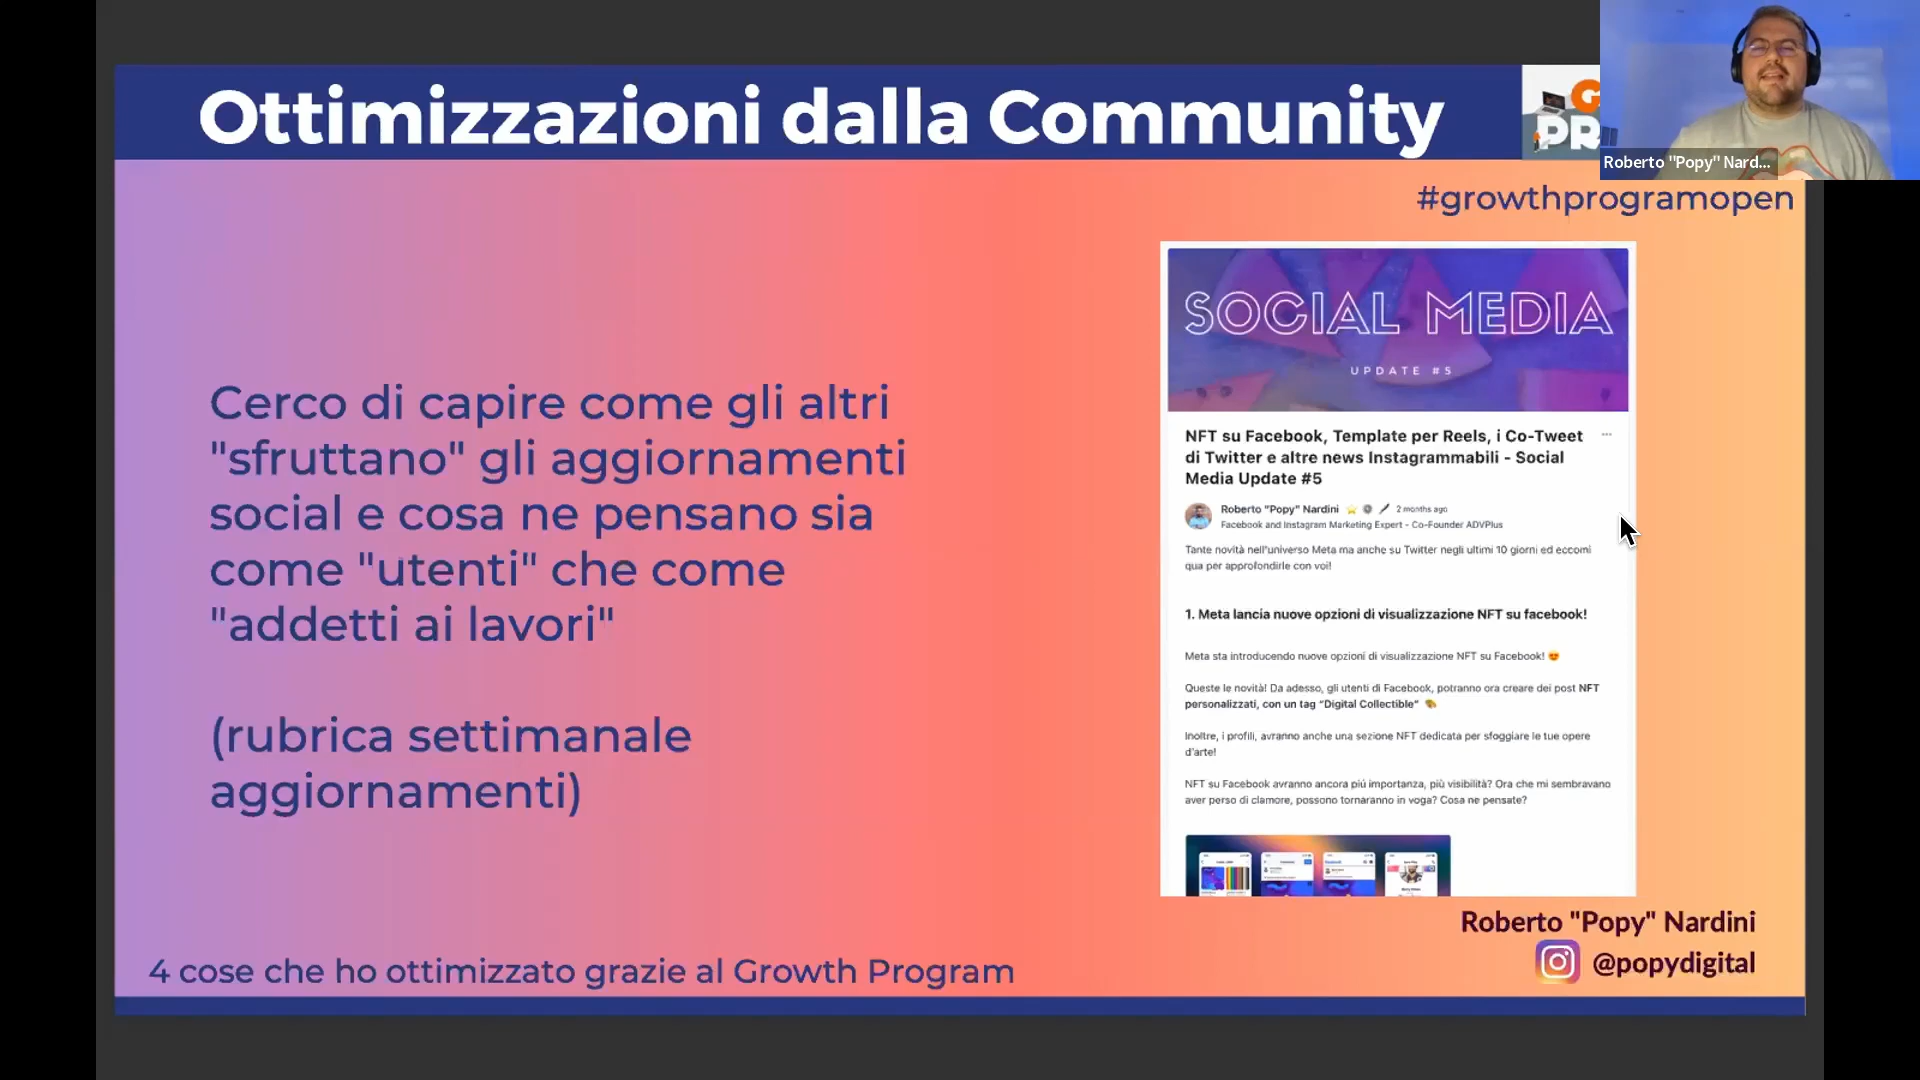 Ottimizzazioni dalla Community
PR
Roberto "Popy" Nard...
#growthprogramopen
Cerco di capire come gli altri
"sfruttano" gli aggiornamenti
social e cosa ne pensano sia
come "utenti" che come
"addetti ai lavori"
(rubrica settimanale
aggiornamenti)
SOCIAL MEDIA
UPDATE #5
NFT su Facebook, Template per Reels, i Co-Tweet
di Twitter e altre news Instagrammabili - Social
Media Update #5
Roberto "Popy" Nardini 2 months ago
Facebook and Instagram Marketing Expert - Co-Founder ADVPlus
Tante novità nell'universo Meta ma anche su Twitter negli ultimi 10 giorni ed eccomi
qua per approfondirle con voi!
1. Meta lancia nuove opzioni di visualizzazione NFT su facebook!
Meta sta introducendo nuove opzioni di visualizzazione NFT su Facebook! 😍
Queste le novità! Da adesso, gli utenti di Facebook, potranno ora creare dei post NFT
personalizzati, con un tag "Digital Collectible" 🎨
Inoltre, i profili, avranno anche una sezione NFT dedicata per sfoggiare le tue opere
d'arte!
NFT su Facebook avranno ancora piú importanza, più visibilità? Ora che mi sembravano
aver perso di clamore, possono tornaranno in voga? Cosa ne pensate?
Roberto "Popy" Nardini
@popydigital
4 cose che ho ottimizzato grazie al Growth Program